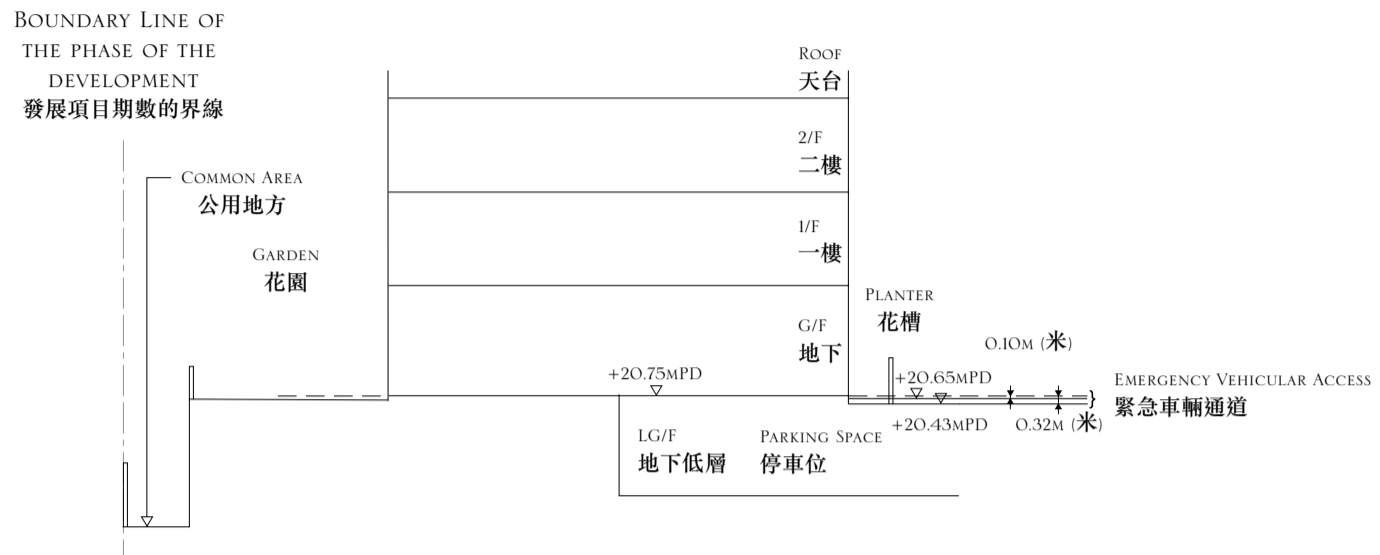 BOUNDARY LINE OF
THE PHASE OF THE
DEVELOPMENT
發展項目期數的界線
ROOF
天台
2/F
二樓
COMMON AREA
公用地方
1/F
一樓
GARDEN
花園
PLANTER
花槽
G/F
地下
0.10M (米)
+20.75MPD
+20.65MPD
EMERGENCY VEHICULAR ACCESS
緊急車輛通道
+20.43MPD
0.32M (米)
LG/F
地下低層
PARKING SPACE
停車位